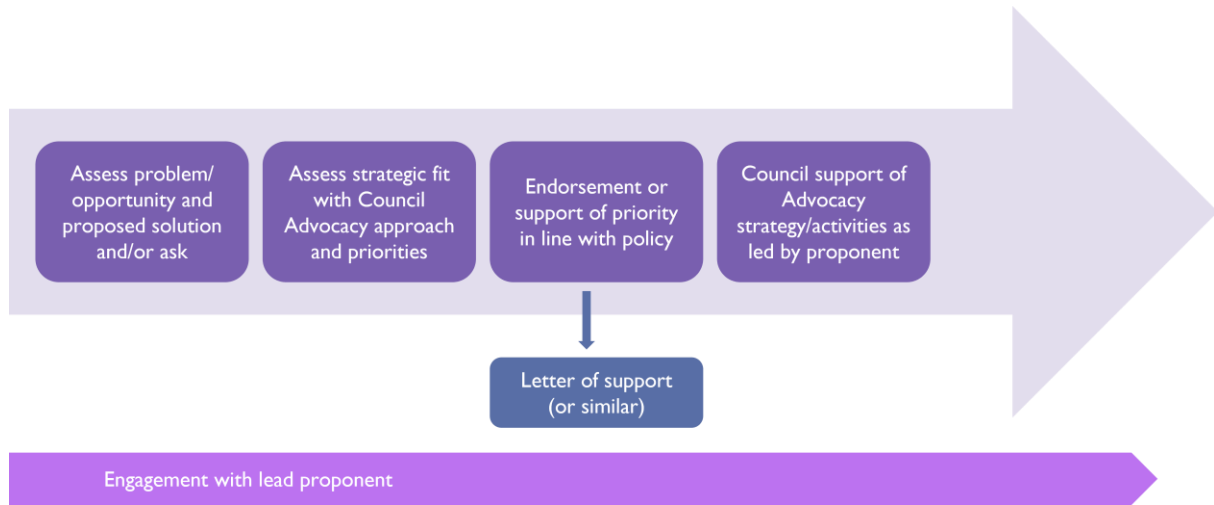 Assess problem/
opportunity and
proposed solution
and/or ask
Assess strategic fit
with Council
Advocacy approach
and priorities
Endorsement or
support of priority
in line with policy
Council support of
Advocacy
strategy/activities as
led by proponent
Letter of support
(or similar)
Engagement with lead proponent